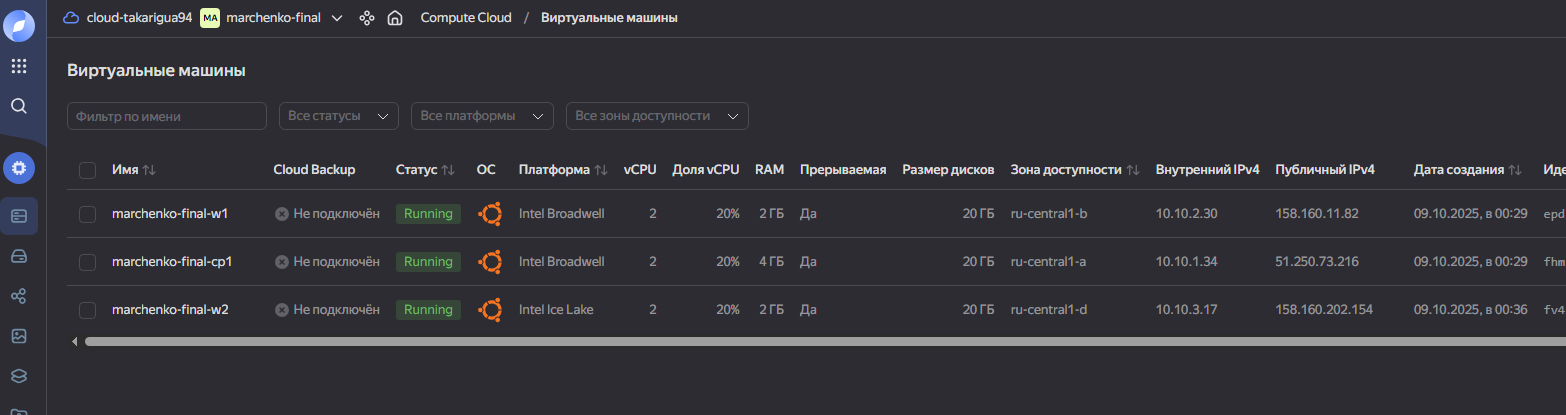 cloud-takarigua94 MA marchenko-final Compute Cloud / Виртуальные машины
Виртуальные машины
Фильтр по имени Все статусы Все платформы Все зоны доступности
Имя Cloud Backup Статус ОС Платформа vCPU Доля vCPU RAM Прерываемая Размер дисков Зона доступности Внутренний IPv4 Публичный IPv4 Дата создания Иде
marchenko-final-w1 Не подключён Running Intel Broadwell 2 20% 2 ГБ Да 20 ГБ ru-central1-b 10.10.2.30 158.160.11.82 09.10.2025, в 00:29 epd
marchenko-final-cp1 Не подключён Running Intel Broadwell 2 20% 4 ГБ Да 20 ГБ ru-central1-a 10.10.1.34 51.250.73.216 09.10.2025, в 00:29 fhm
marchenko-final-w2 Не подключён Running Intel Ice Lake 2 20% 2 ГБ Да 20 ГБ ru-central1-d 10.10.3.17 158.160.202.154 09.10.2025, в 00:36 fv4